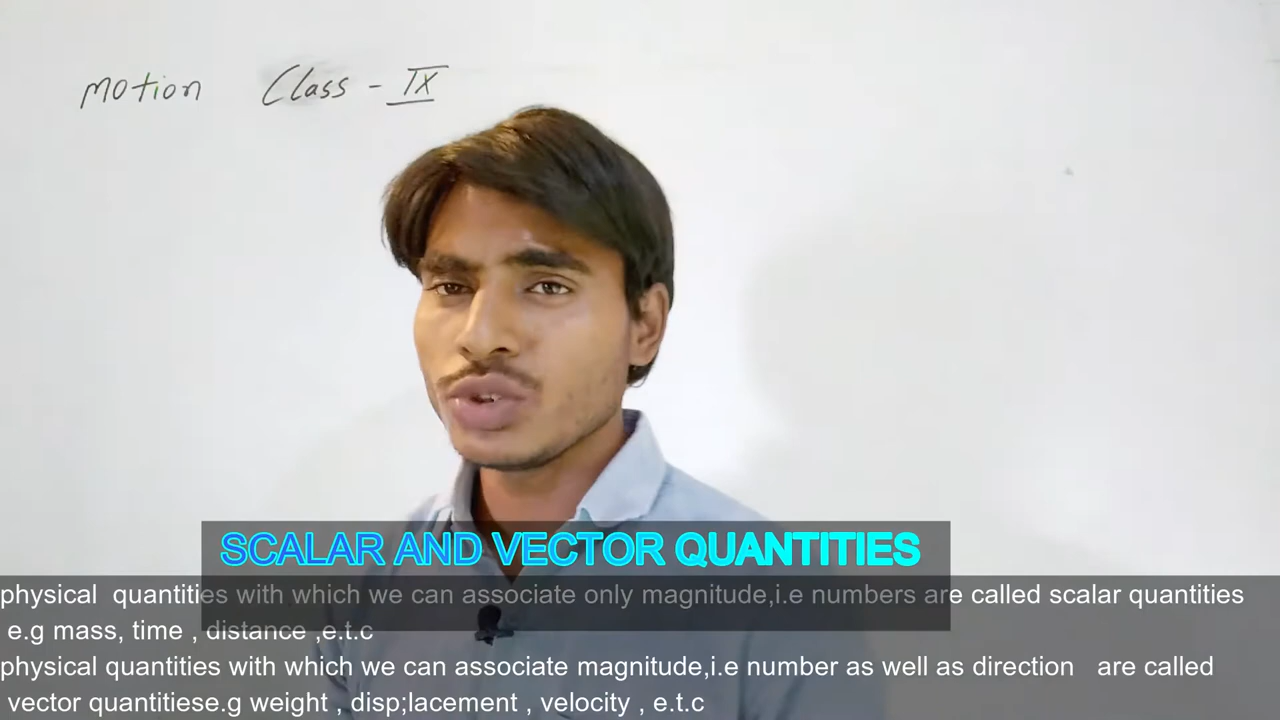 motion Class - IX
SCALAR AND VECTOR QUANTITIES
physical quantities with which we can associate only magnitude,i.e numbers are called scalar quantities
e.g mass, time , distance ,e.t.c
physical quantities with which we can associate magnitude,i.e number as well as direction are called
vector quantitiese.g weight , disp;lacement , velocity , e.t.c